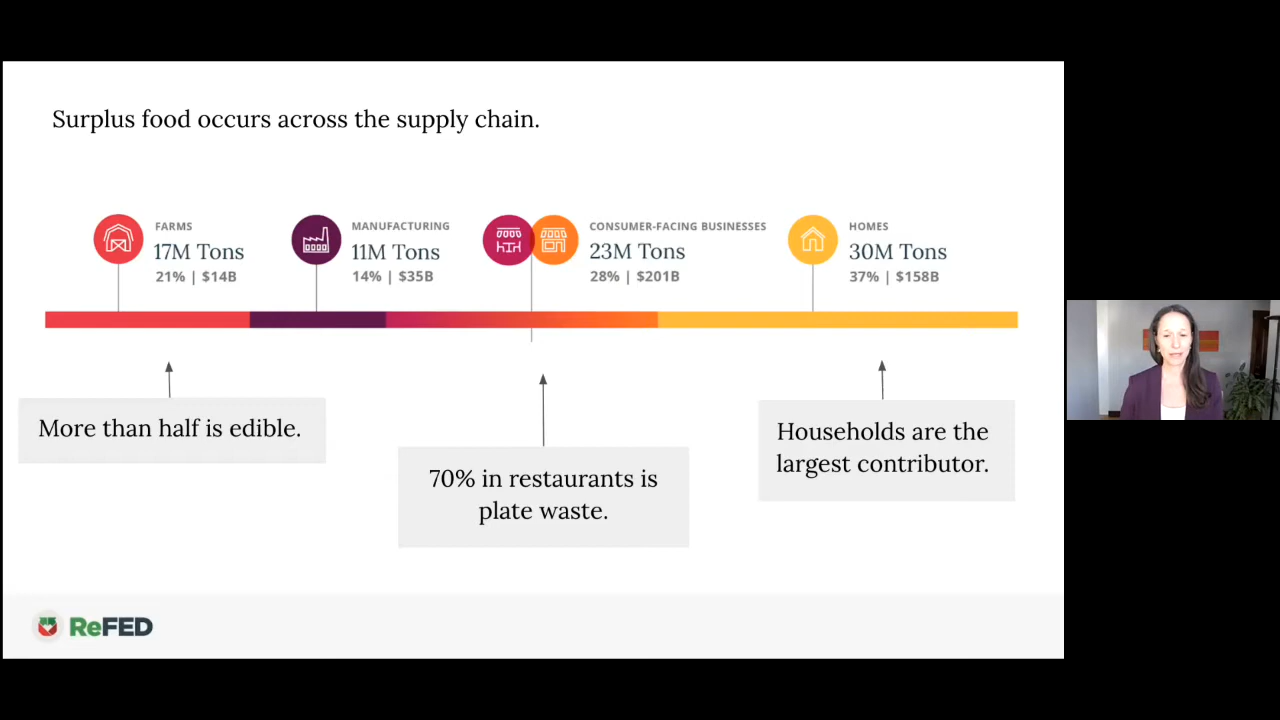 Surplus food occurs across the supply chain.
FARMS
17M Tons
21% | $14B
MANUFACTURING
11M Tons
14% | $35B
CONSUMER-FACING BUSINESSES
23M Tons
28% | $201B
HOMES
30M Tons
37% | $158B
More than half is edible.
70% in restaurants is
plate waste.
Households are the
largest contributor.
ReFED